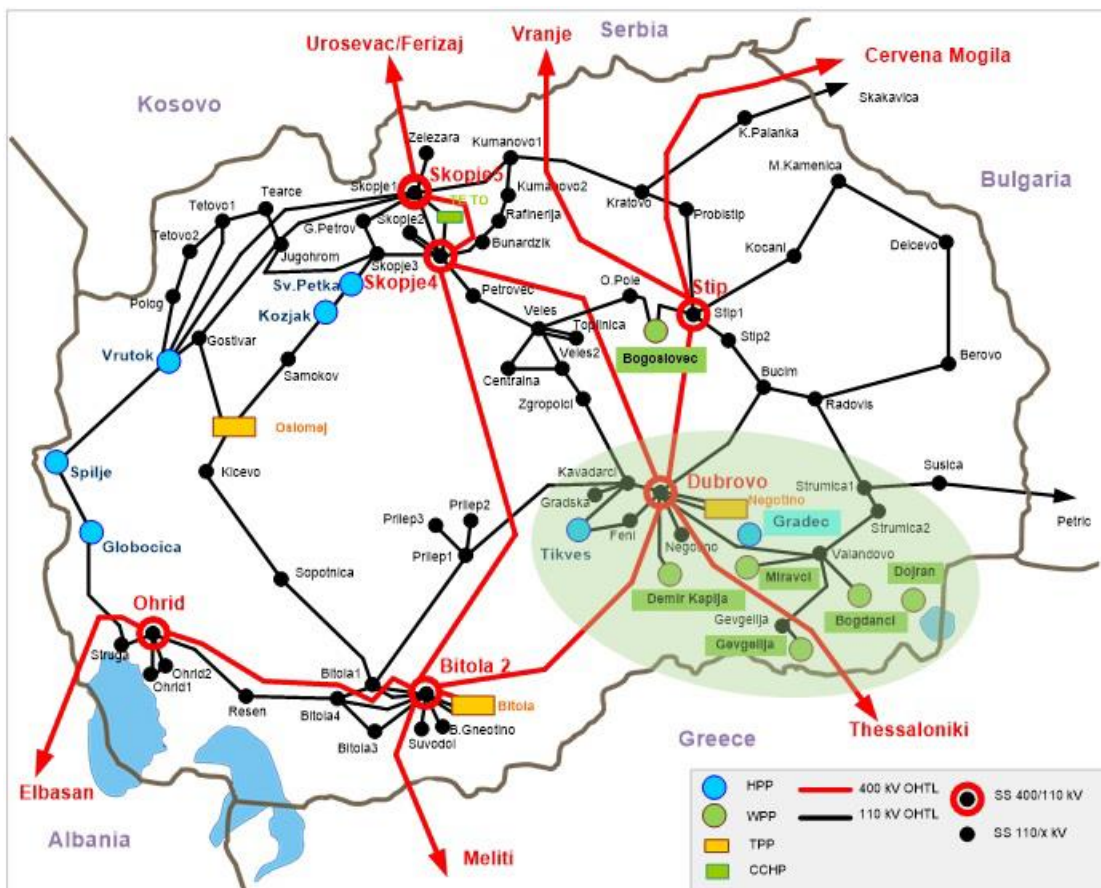 Serbia
Vranje
Urosevac/Ferizaj
Cervena Mogila
Skakavica
Kosovo
K.Palanka
Zelezara
Kumanovo1
M.Kamenica
Skopje5
Skopje1
Bulgaria
Tearce
TE TO
Kumanovo2
Kratovo
Tetovo1
G.Petrov
Skopje2
Rafinerija
Probistip
Tetovo2
Bunardzik
Kocani
Delcevo
Jugohrom
Skopje3
Skopje4
Sv.Petka
Petrovec
O.Pole
Stip
Polog
Kozjak
Veles
Stip1
Toplinica
Gostivar
Stip2
Vrutok
Samokov
Veles2
Bogoslovec
Berovo
Centralna
Bucim
Zgropolci
Radovis
Oslomej
Spilje
Kicevo
Kavadarci
Dubrovo
Susica
Strumica1
Gradska
Negotino
Prilep2
Petric
Prilep3
Gradec
Strumica2
Globocica
Tikves
Feni
Negotino
Prilep1
Valandovo
Miravci
Dojran
Sopotnica
Demir Kapija
Ohrid
Bogdanci
Gevgelija
Struga
Gevgelija
Ohrid2
Bitola 2
Ohrid1
Bitola1
Resen
Bitola4
Bitola
B.Gneotino
Suvodol
Thessaloniki
Bitola3
Greece
Elbasan
HPP
400 kV OHTL
SS 400/110 kV
WPP
110 kV OHTL
SS 110/x kV
Albania
TPP
Meliti
CCHP